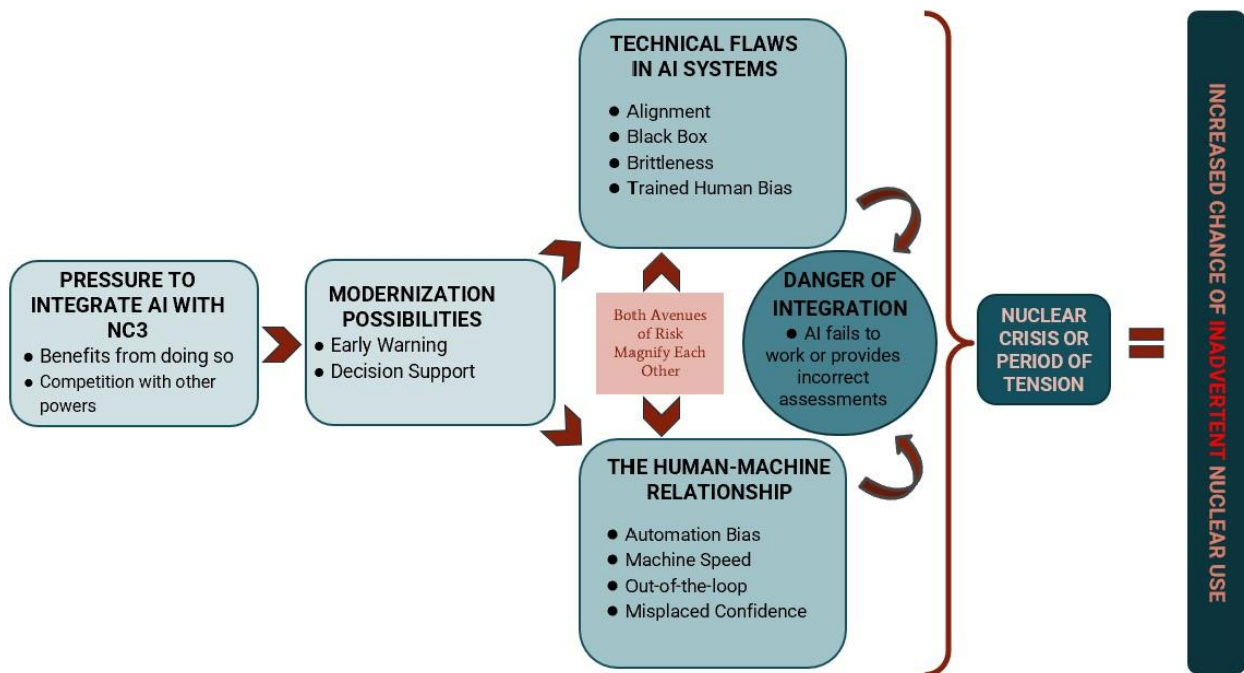 PRESSURE TO
INTEGRATE AI WITH
NC3
● Benefits from doing so
● Competition with other
powers
MODERNIZATION
POSSIBILITIES
● Early Warning
● Decision Support
TECHNICAL FLAWS
IN AI SYSTEMS
● Alignment
● Black Box
● Brittleness
● Trained Human Bias
Both Avenues
of Risk
Magnify Each
Other
THE HUMAN-MACHINE
RELATIONSHIP
● Automation Bias
● Machine Speed
● Out-of-the-loop
● Misplaced Confidence
DANGER OF
INTEGRATION
● AI fails to
work or provides
incorrect
assessments
NUCLEAR
CRISIS OR
PERIOD OF
TENSION
INCREASED CHANCE OF INADVERTENT NUCLEAR USE